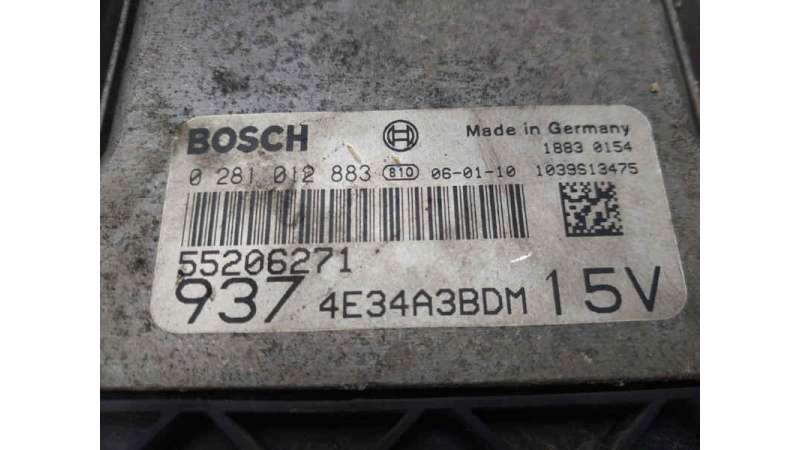 BOSCH Made in Germany
1883 0154
0 281 012 883 810 06-01-10 1039S13475
55206271
937 4E34A3BDM 15V